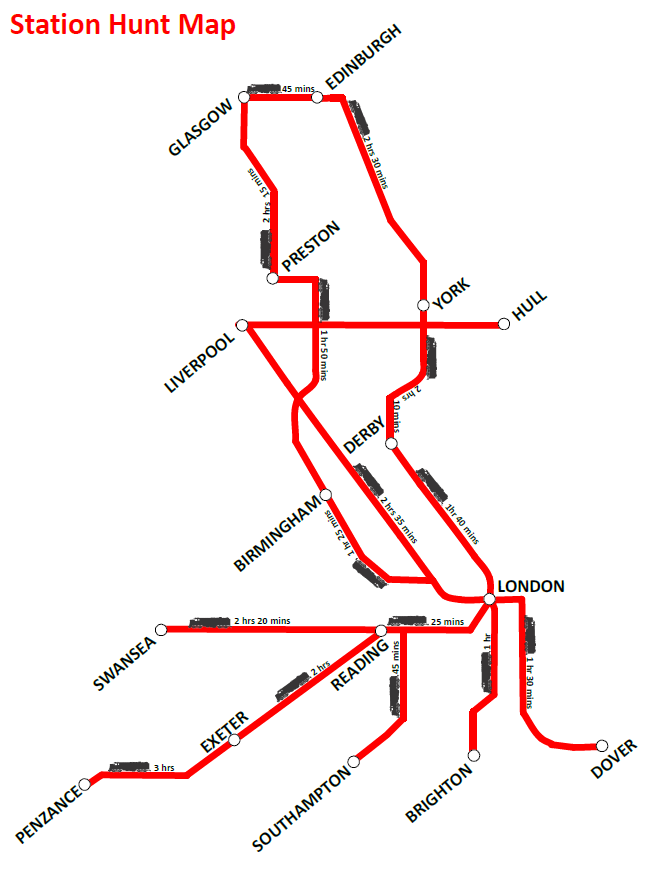 Station Hunt Map
EDINBURGH
45 mins
GLASGOW
2 hrs 30 mins
2 hrs 15 mins
PRESTON
YORK
HULL
LIVERPOOL
1 hr 50 mins
2 hrs 10 mins
DERBY
2 hrs 35 mins
1hr 40 mins
BIRMINGHAM
1 hr 25 mins
LONDON
2 hrs 20 mins
25 mins
SWANSEA
READING
1 hr
45 mins
1 hr 30 mins
2 hrs
EXETER
3 hrs
PENZANCE
SOUTHAMPTON
BRIGHTON
DOVER